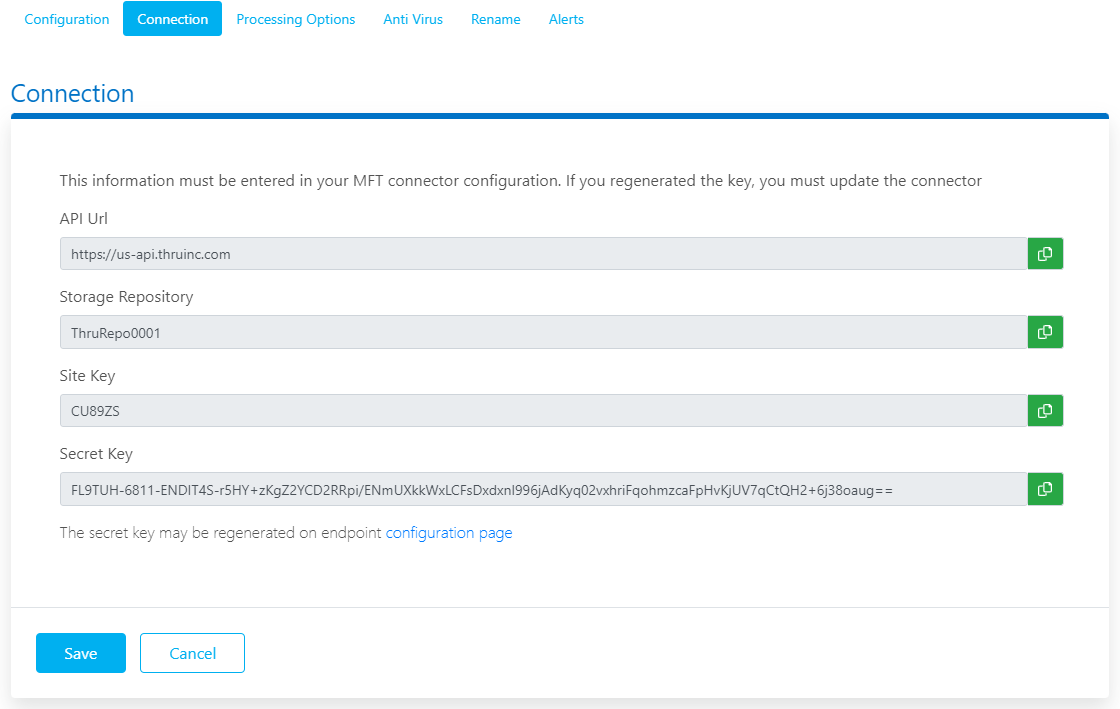 Configuration
Connection
Processing Options
Anti Virus
Rename
Alerts
Connection
This information must be entered in your MFT connector configuration. If you regenerated the key, you must update the connector
API Url
https://us-api.thruinc.com
Storage Repository
ThruRepo0001
Site Key
CU89ZS
Secret Key
FL9TUH-6811-ENDIT4S-r5HY+zKgZ2YCD2RRpi/ENmUXkkWxLCFsDxdxnI996jAdKyq02vxhriFqohmzcaFpHvKjUV7qCtQH2+6j38oaug==
The secret key may be regenerated on endpoint configuration page
Save
Cancel